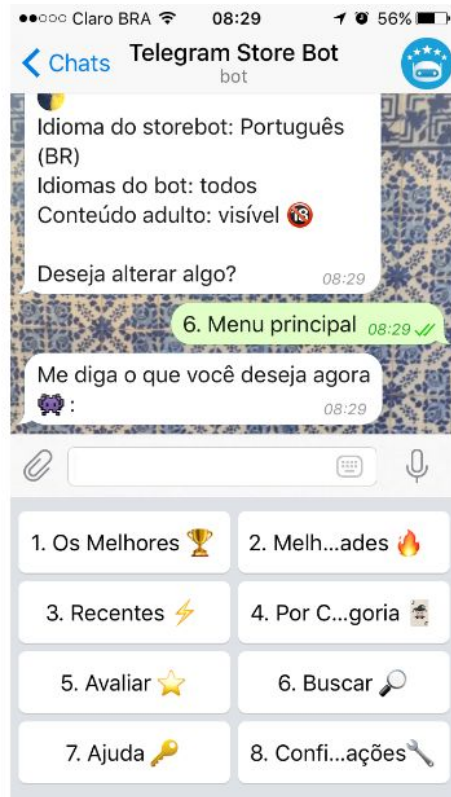 Claro BRA 08:29 56%
Chats Telegram Store Bot
bot
Idioma do storebot: Português
(BR)
Idiomas do bot: todos
Conteúdo adulto: visível 🔞
Deseja alterar algo? 08:29
6. Menu principal 08:29
Me diga o que você deseja agora
👾 : 08:29
1. Os Melhores 🏆 2. Melh...ades 🔥
3. Recentes ⚡ 4. Por C...goria 🃏
5. Avaliar ⭐ 6. Buscar 🔎
7. Ajuda 🔑 8. Confi...ações🔧